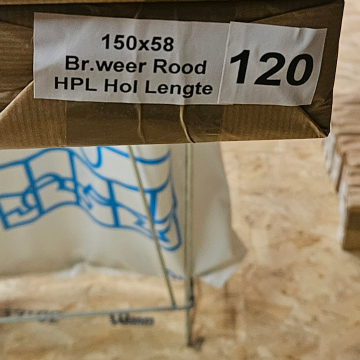 150x58
Br.weer Rood
HPL Hol Lengte
120